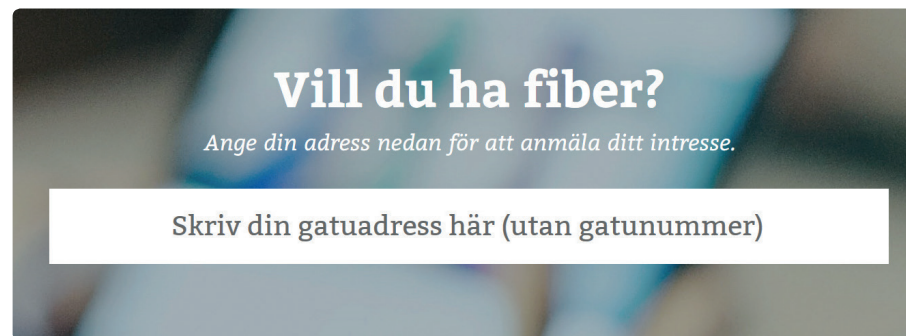 Vill du ha fiber?
Ange din adress nedan för att anmäla ditt intresse.
Skriv din gatuadress här (utan gatunummer)